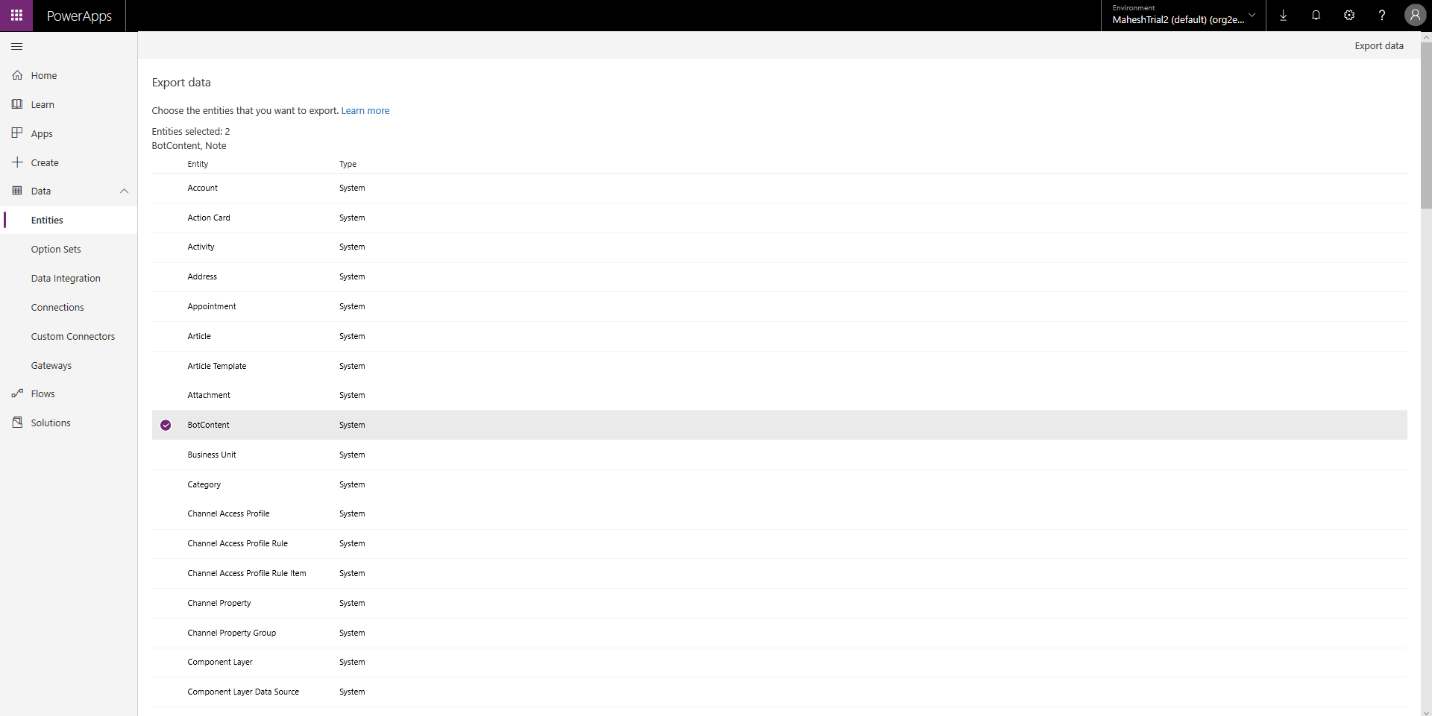 PowerApps
Environment
MaheshTrial2 (default) (org2e...
?
Export data
Home
Learn
Apps
Create
Data
Entities
Option Sets
Data Integration
Connections
Custom Connectors
Gateways
Flows
Solutions
Export data
Choose the entities that you want to export. Learn more
Entities selected: 2
BotContent, Note
Entity Type
Account System
Action Card System
Activity System
Address System
Appointment System
Article System
Article Template System
Attachment System
BotContent System
Business Unit System
Category System
Channel Access Profile System
Channel Access Profile Rule System
Channel Access Profile Rule Item System
Channel Property System
Channel Property Group System
Component Layer System
Component Layer Data Source System